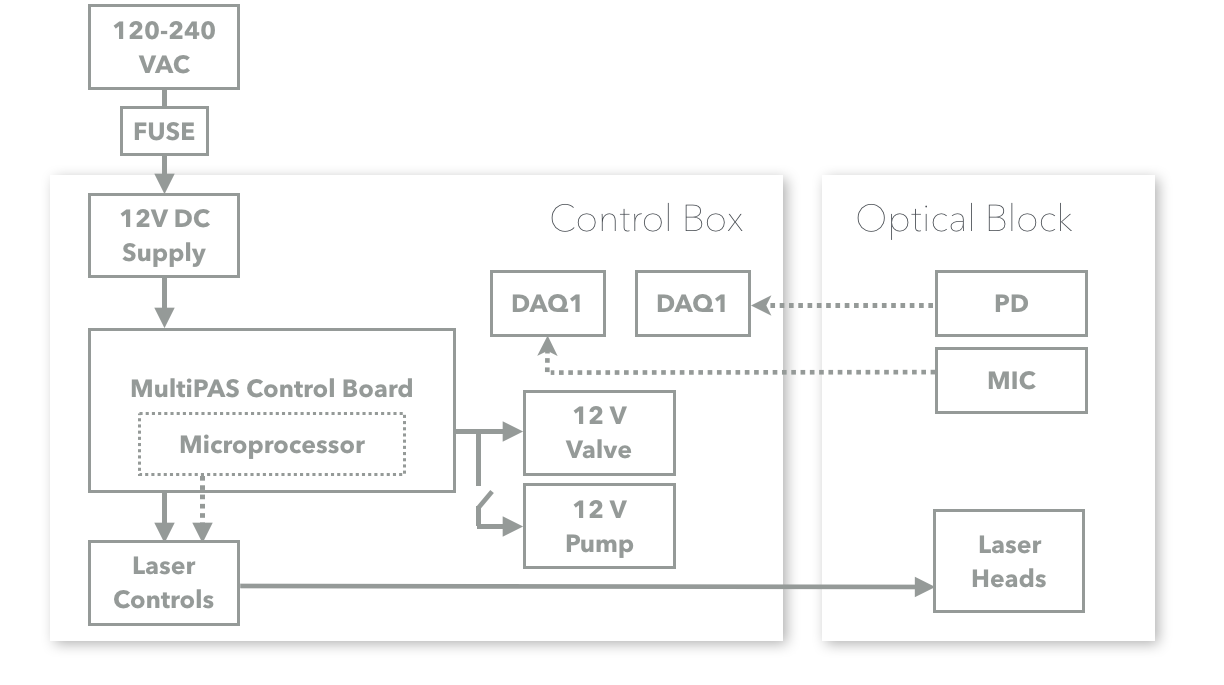 120-240
VAC
FUSE
12V DC
Supply
Control Box
Optical Block
DAQ1
DAQ1
PD
MIC
MultiPAS Control Board
Microprocessor
12 V
Valve
12 V
Pump
Laser
Controls
Laser
Heads